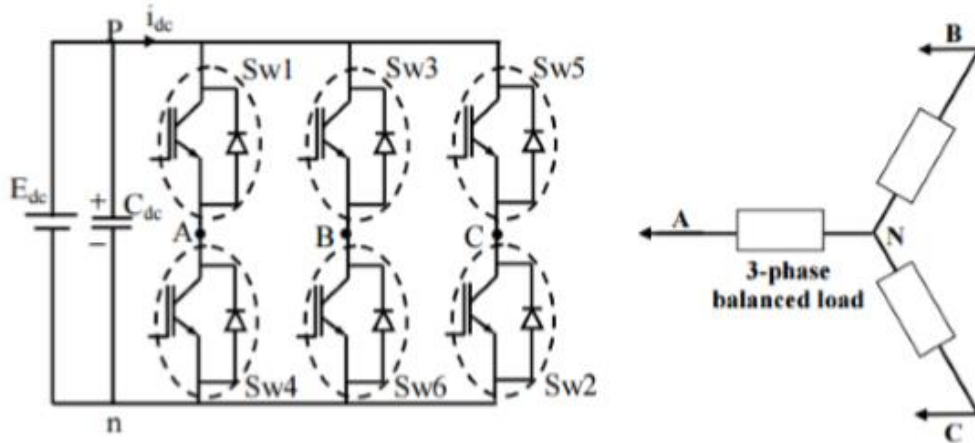 P
i_dc
Sw1
Sw3
Sw5
E_dc
+
C_dc
−
A
B
C
Sw4
Sw6
Sw2
n
B
A
N
3-phase
balanced load
C